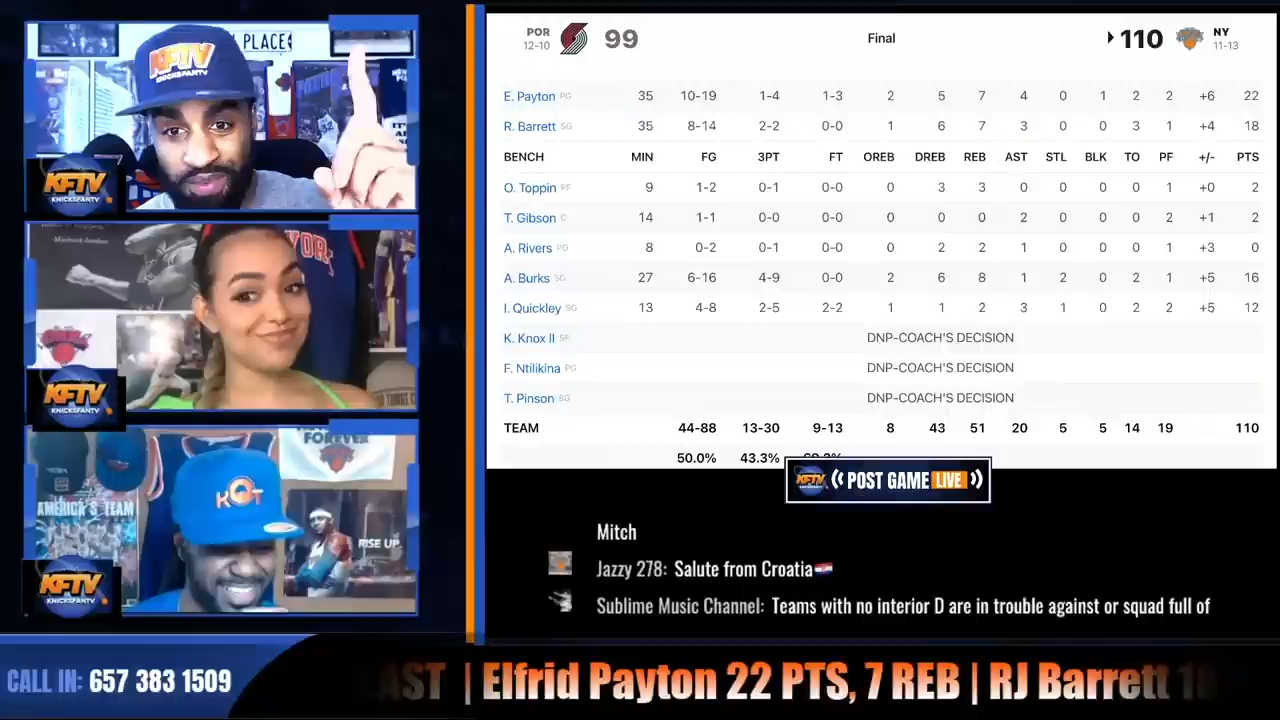 PLACE
KFTV
KNICKSFANTV
KFTV
KNICKSFANTV
YORK
KFTV
KNICKSFANTV
FOREVER
KOT
AMERICA'S TEAM
RISE UP.
KFTV
KNICKSFANTV
POR
12-10
99
Final
110
NY
11-13
E. Payton PG 35 10-19 1-4 1-3 2 5 7 4 0 1 2 2 +6 22
R. Barrett SG 35 8-14 2-2 0-0 1 6 7 3 0 0 3 1 +4 18
BENCH MIN FG 3PT FT OREB DREB REB AST STL BLK TO PF +/- PTS
O. Toppin PF 9 1-2 0-1 0-0 0 3 3 0 0 0 0 1 +0 2
T. Gibson C 14 1-1 0-0 0-0 0 0 0 2 0 0 0 2 +1 2
A. Rivers PG 8 0-2 0-1 0-0 0 2 2 1 0 0 0 1 +3 0
A. Burks SG 27 6-16 4-9 0-0 2 6 8 1 2 0 2 1 +5 16
I. Quickley SG 13 4-8 2-5 2-2 1 1 2 3 1 0 2 2 +5 12
K. Knox II SF DNP-COACH'S DECISION
F. Ntilikina PG DNP-COACH'S DECISION
T. Pinson SG DNP-COACH'S DECISION
TEAM 44-88 13-30 9-13 8 43 51 20 5 5 14 19 110
50.0% 43.3%
KFTV POST GAME LIVE
Mitch
Jazzy 278: Salute from Croatia🇭🇷
Sublime Music Channel: Teams with no interior D are in trouble against or squad full of
CALL IN: 657 383 1509
AST | Elfrid Payton 22 PTS, 7 REB | RJ Barrett